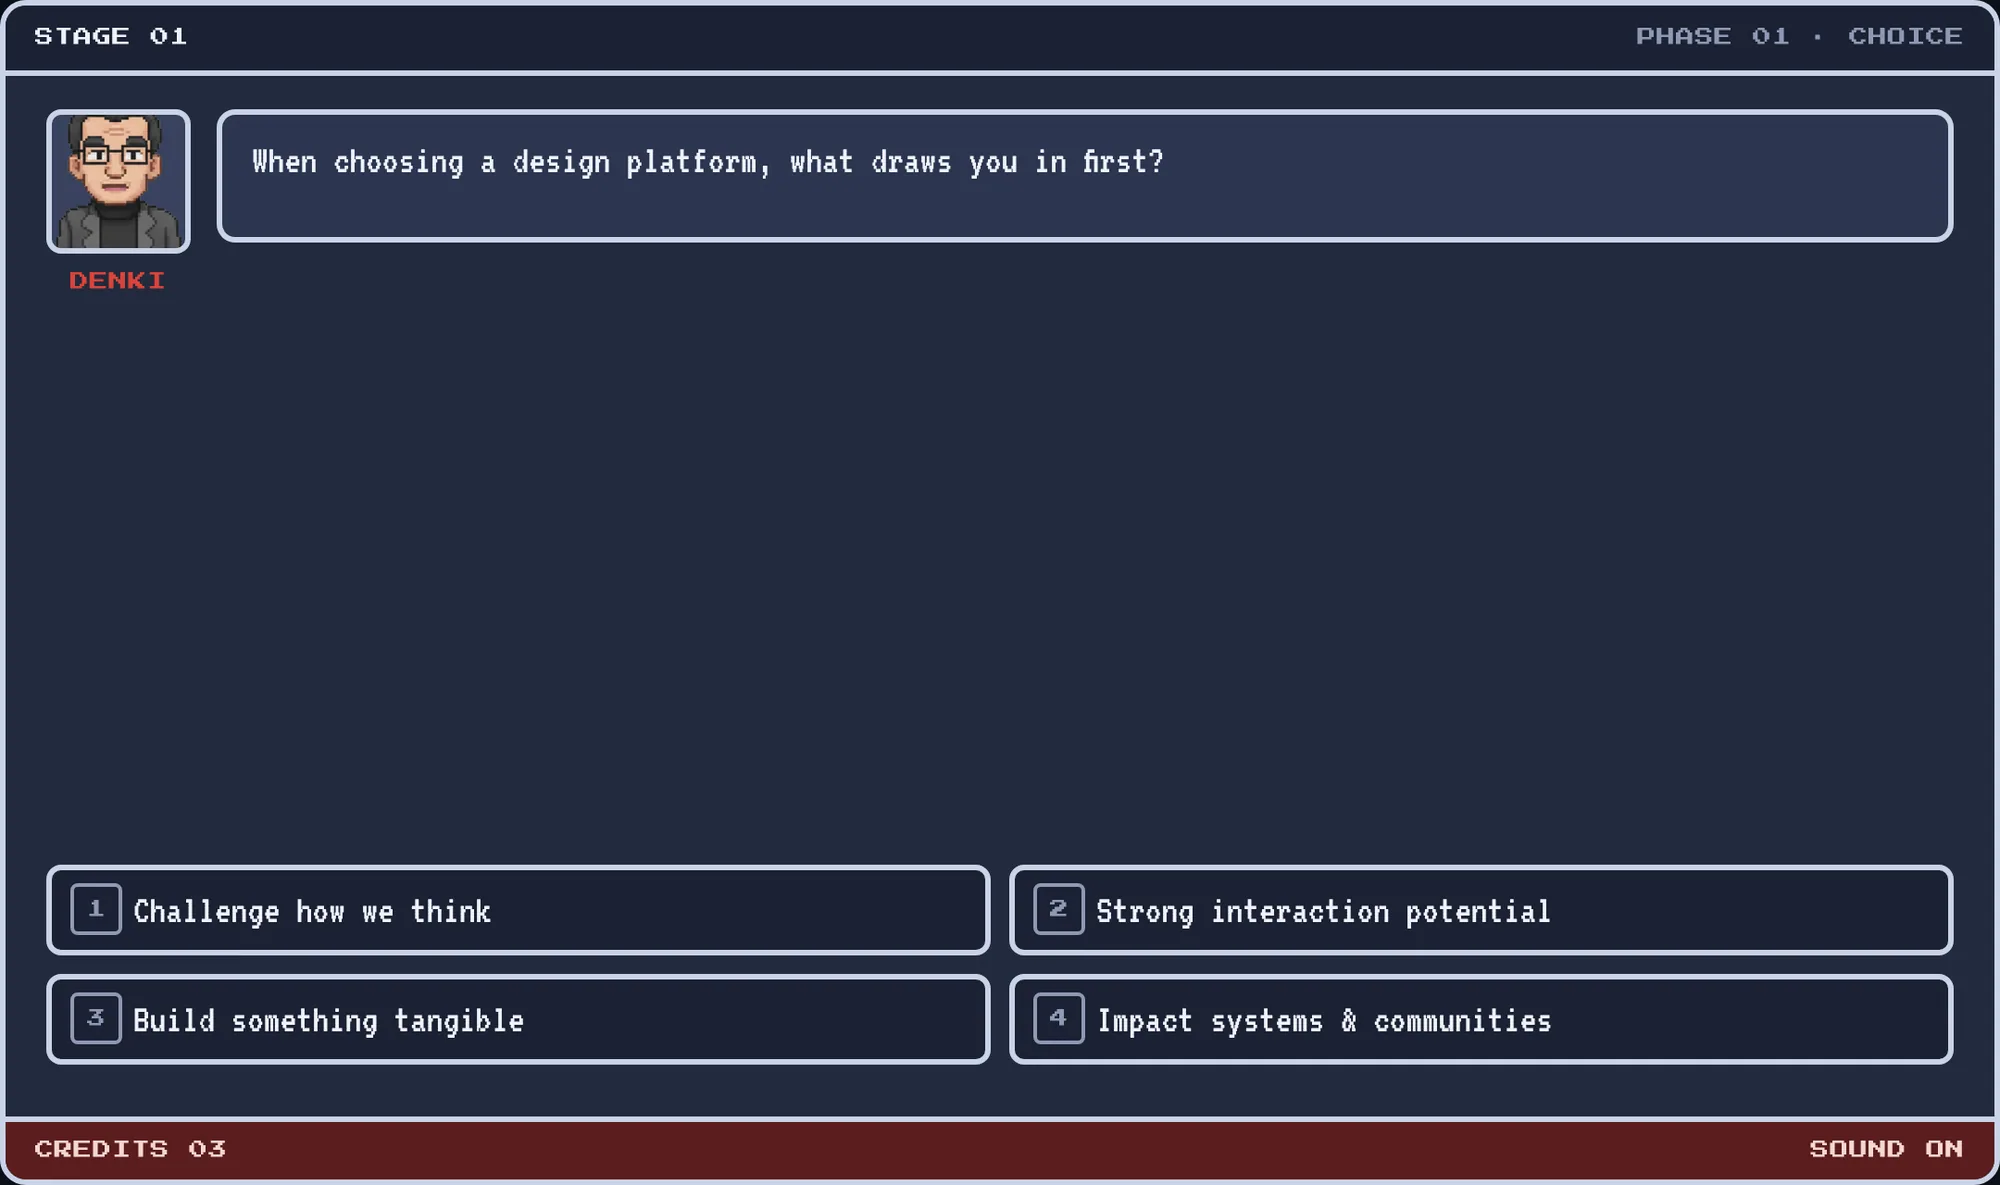 STAGE 01
PHASE 01 · CHOICE
When choosing a design platform, what draws you in first?
DENKI
1 Challenge how we think
2 Strong interaction potential
3 Build something tangible
4 Impact systems & communities
CREDITS 03
SOUND ON